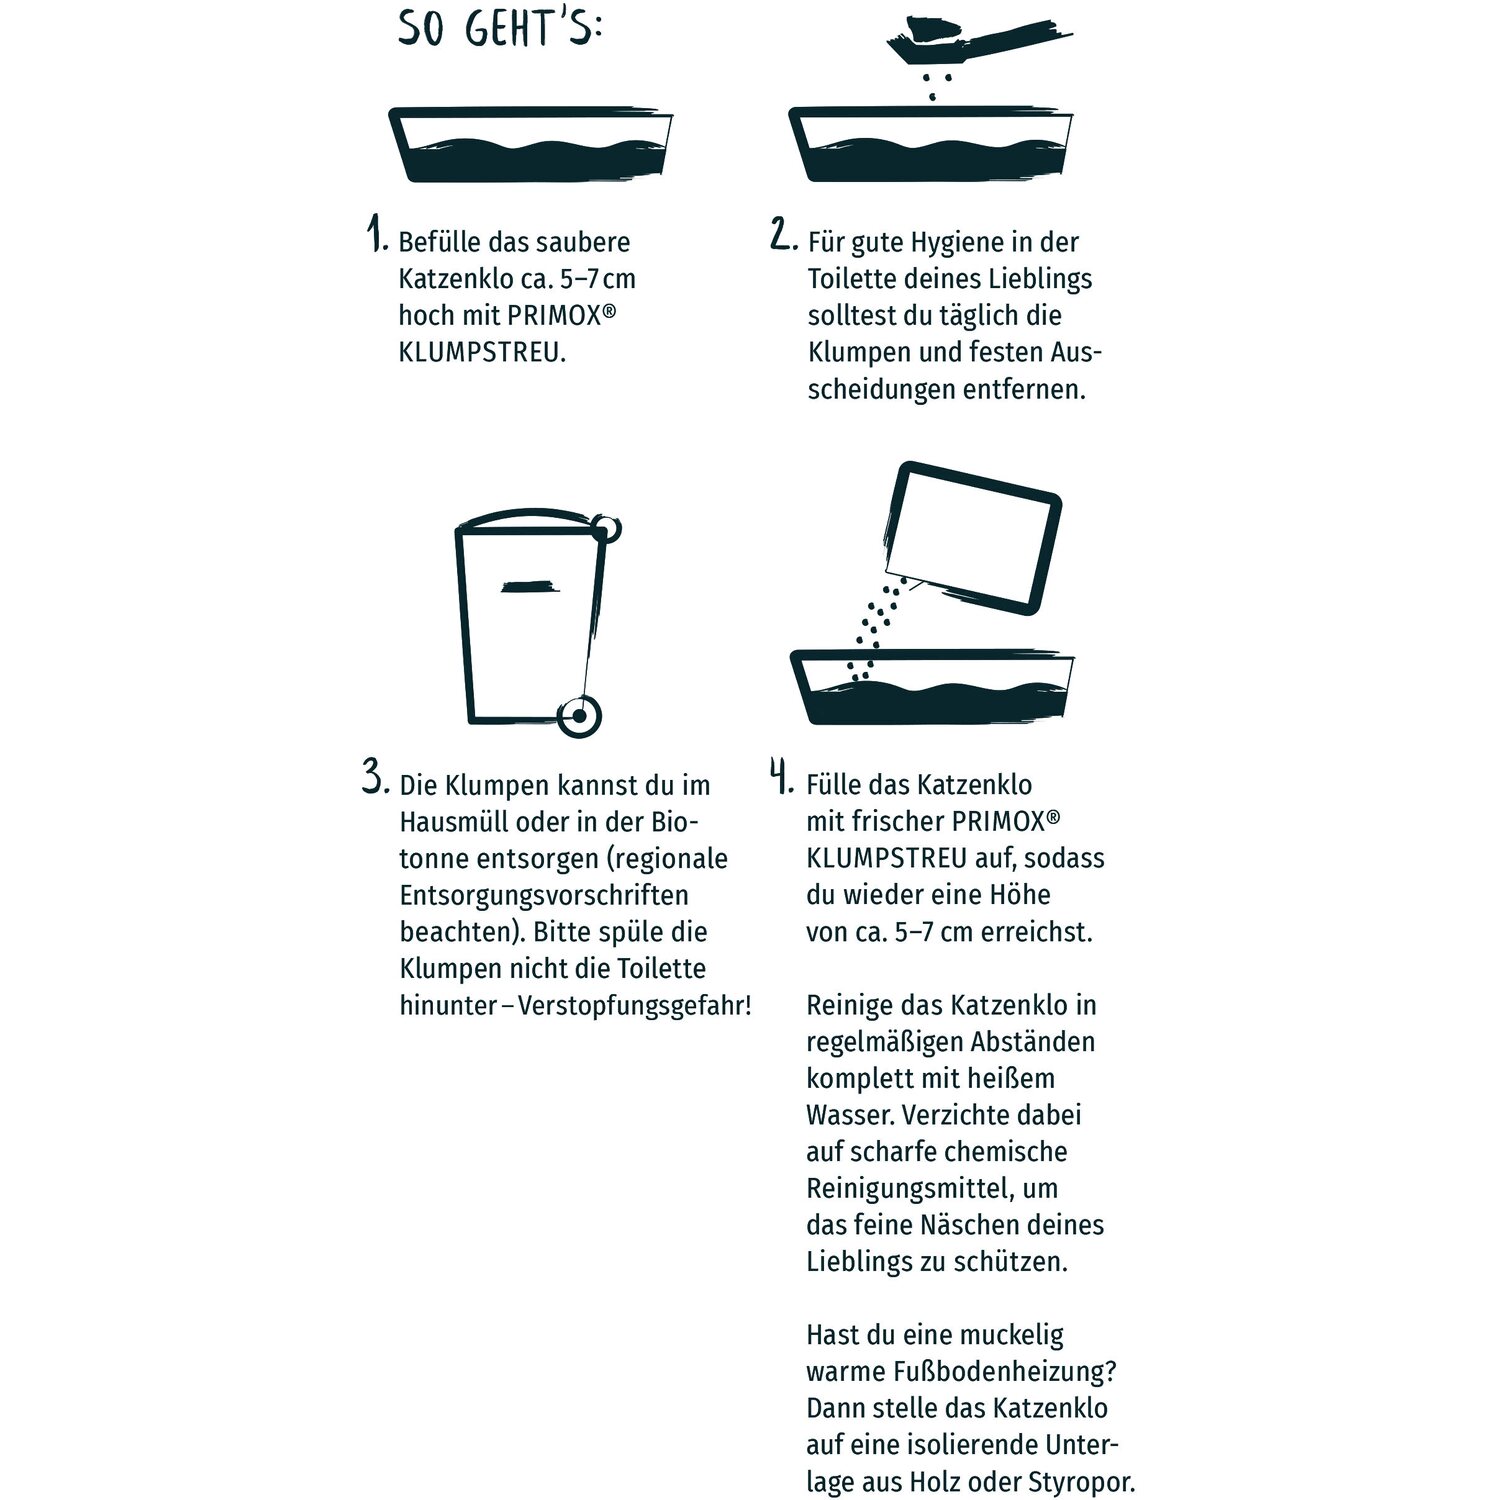 SO GEHT'S:
1. Befülle das saubere
Katzenklo ca. 5–7 cm
hoch mit PRIMOX®
KLUMPSTREU.
2. Für gute Hygiene in der
Toilette deines Lieblings
solltest du täglich die
Klumpen und festen Aus-
scheidungen entfernen.
3. Die Klumpen kannst du im
Hausmüll oder in der Bio-
tonne entsorgen (regionale
Entsorgungsvorschriften
beachten). Bitte spüle die
Klumpen nicht die Toilette
hinunter – Verstopfungsgefahr!
4. Fülle das Katzenklo
mit frischer PRIMOX®
KLUMPSTREU auf, sodass
du wieder eine Höhe
von ca. 5–7 cm erreichst.
Reinige das Katzenklo in
regelmäßigen Abständen
komplett mit heißem
Wasser. Verzichte dabei
auf scharfe chemische
Reinigungsmittel, um
das feine Näschen deines
Lieblings zu schützen.
Hast du eine muckelig
warme Fußbodenheizung?
Dann stelle das Katzenklo
auf eine isolierende Unter-
lage aus Holz oder Styropor.